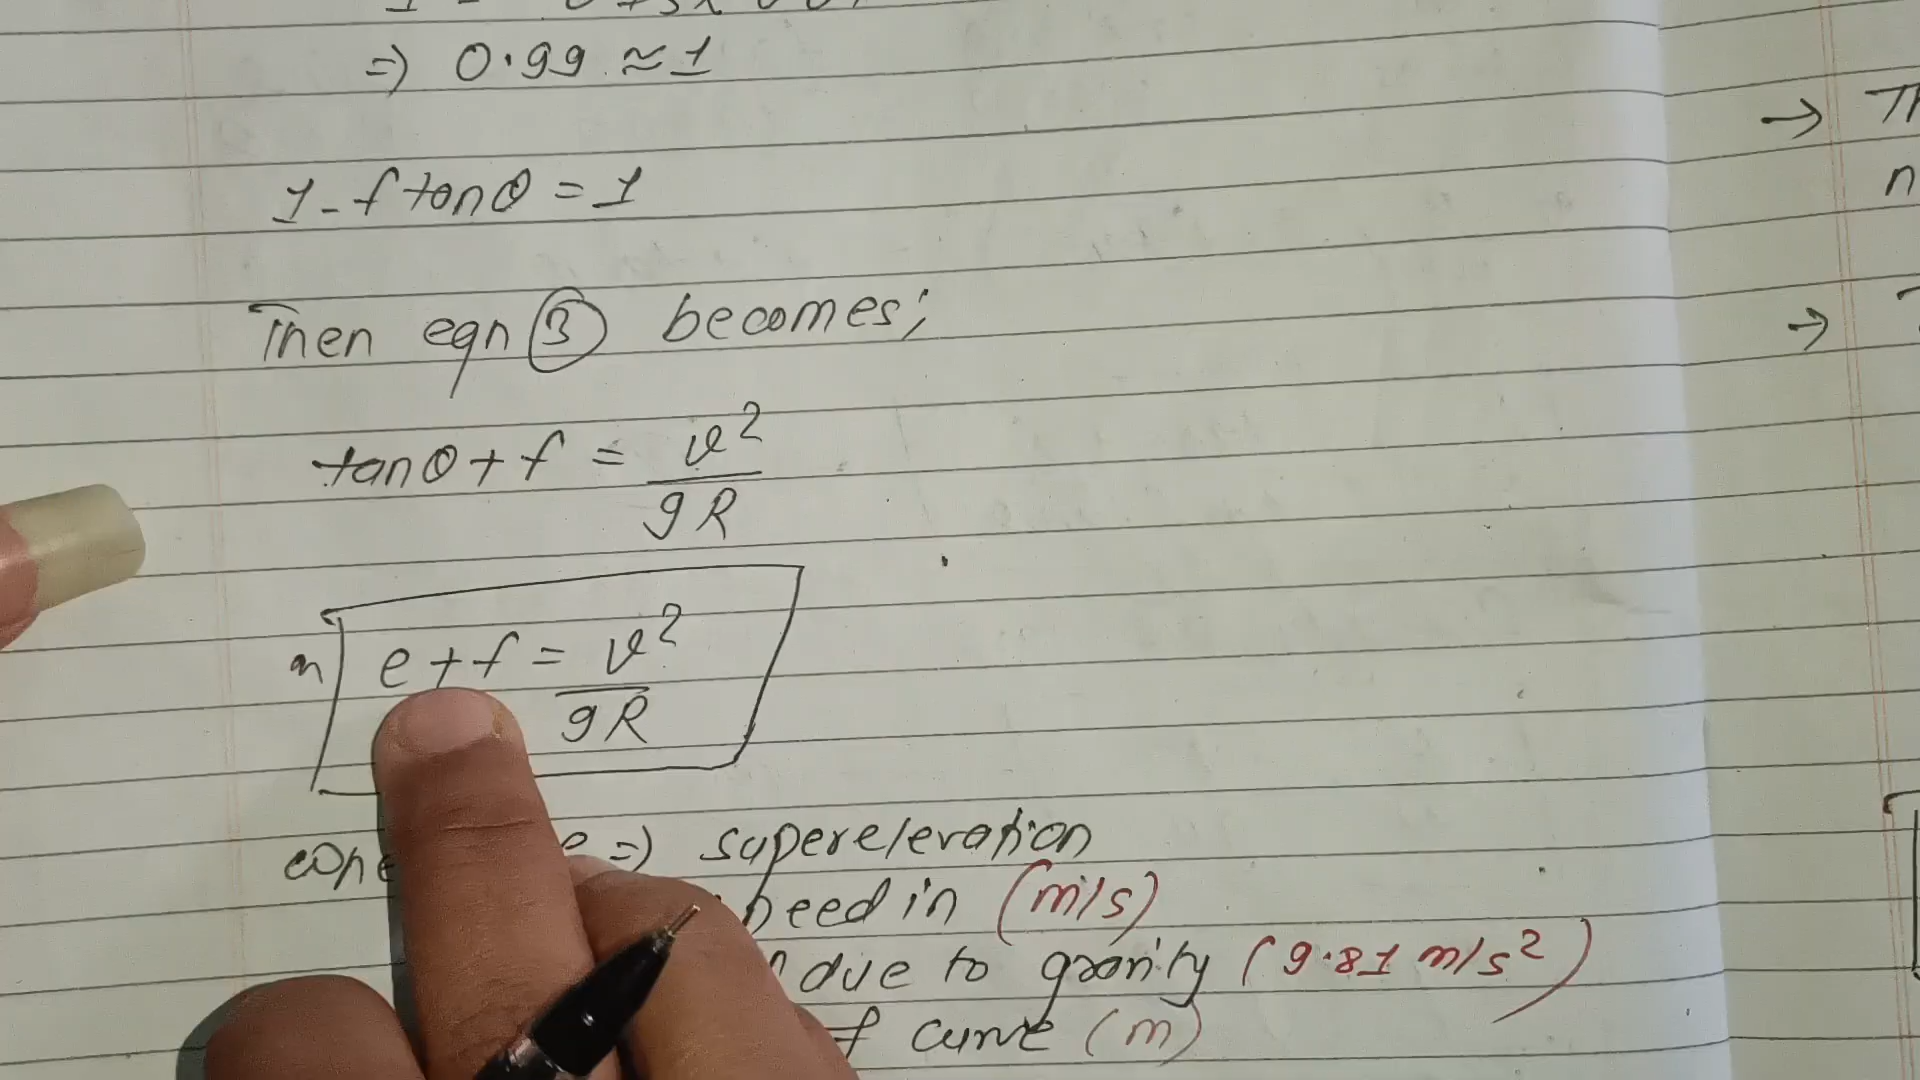 =) 0.99 ≈ 1
1 - f tanθ = 1
Then eqn ③ becomes;
tanθ + f = v²/gR
e + f = v²/gR
e => superelevation
in (m/s)
due to gravity (9.81 m/s²)
curve (m)